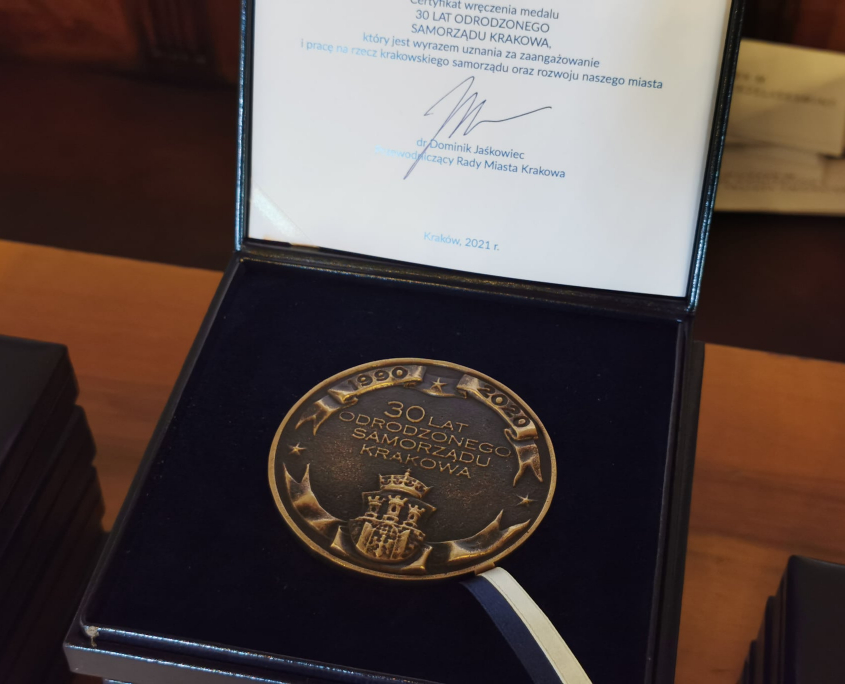 Certyfikat wręczenia medalu
30 LAT ODRODZONEGO
SAMORZĄDU KRAKOWA,
który jest wyrazem uznania za zaangażowanie
i pracę na rzecz krakowskiego samorządu oraz rozwoju naszego miasta
dr Dominik Jaśkowiec
Przewodniczący Rady Miasta Krakowa
Kraków, 2021 r.
1990
2020
30 LAT
ODRODZONEGO
SAMORZĄDU
KRAKOWA